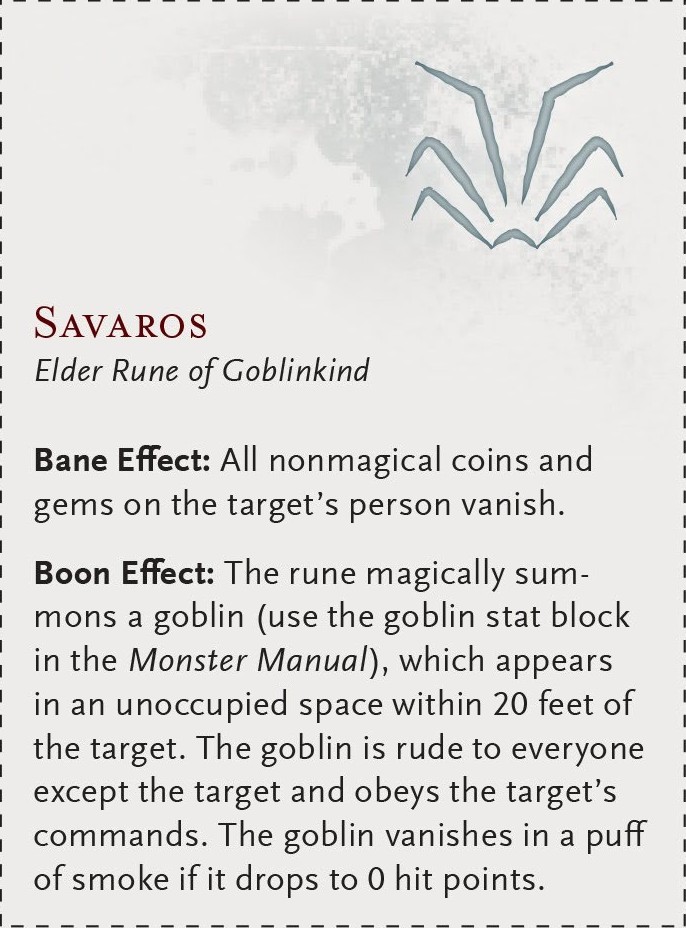 Savaros
Elder Rune of Goblinkind
Bane Effect: All nonmagical coins and
gems on the target’s person vanish.
Boon Effect: The rune magically sum-
mons a goblin (use the goblin stat block
in the Monster Manual), which appears
in an unoccupied space within 20 feet of
the target. The goblin is rude to everyone
except the target and obeys the target’s
commands. The goblin vanishes in a puff
of smoke if it drops to 0 hit points.